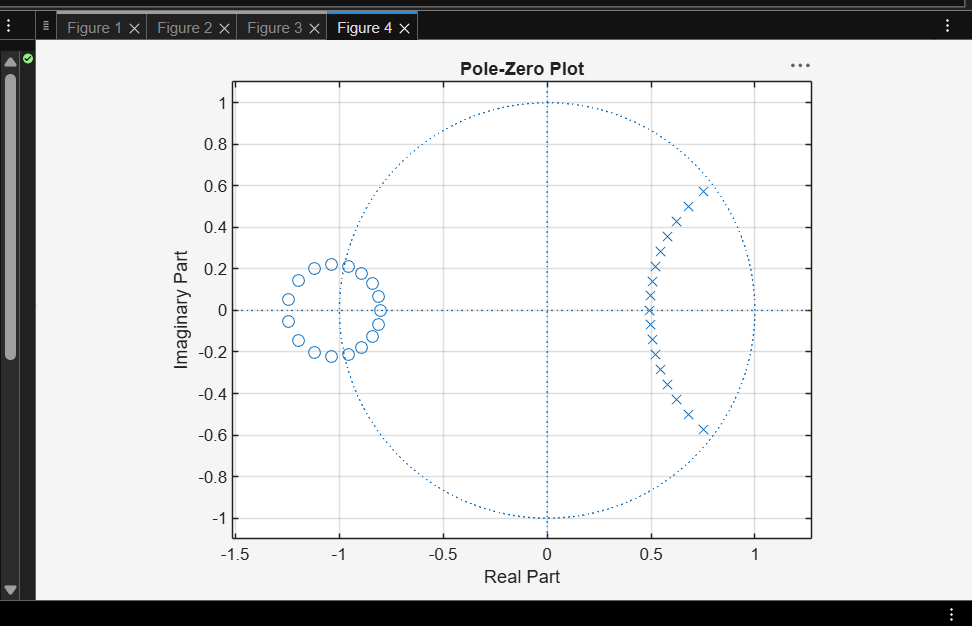 Figure 1 Figure 2 Figure 3 Figure 4
Pole-Zero Plot
1
0.8
0.6
0.4
0.2
0
-0.2
-0.4
-0.6
-0.8
-1
Imaginary Part
-1.5 -1 -0.5 0 0.5 1
Real Part